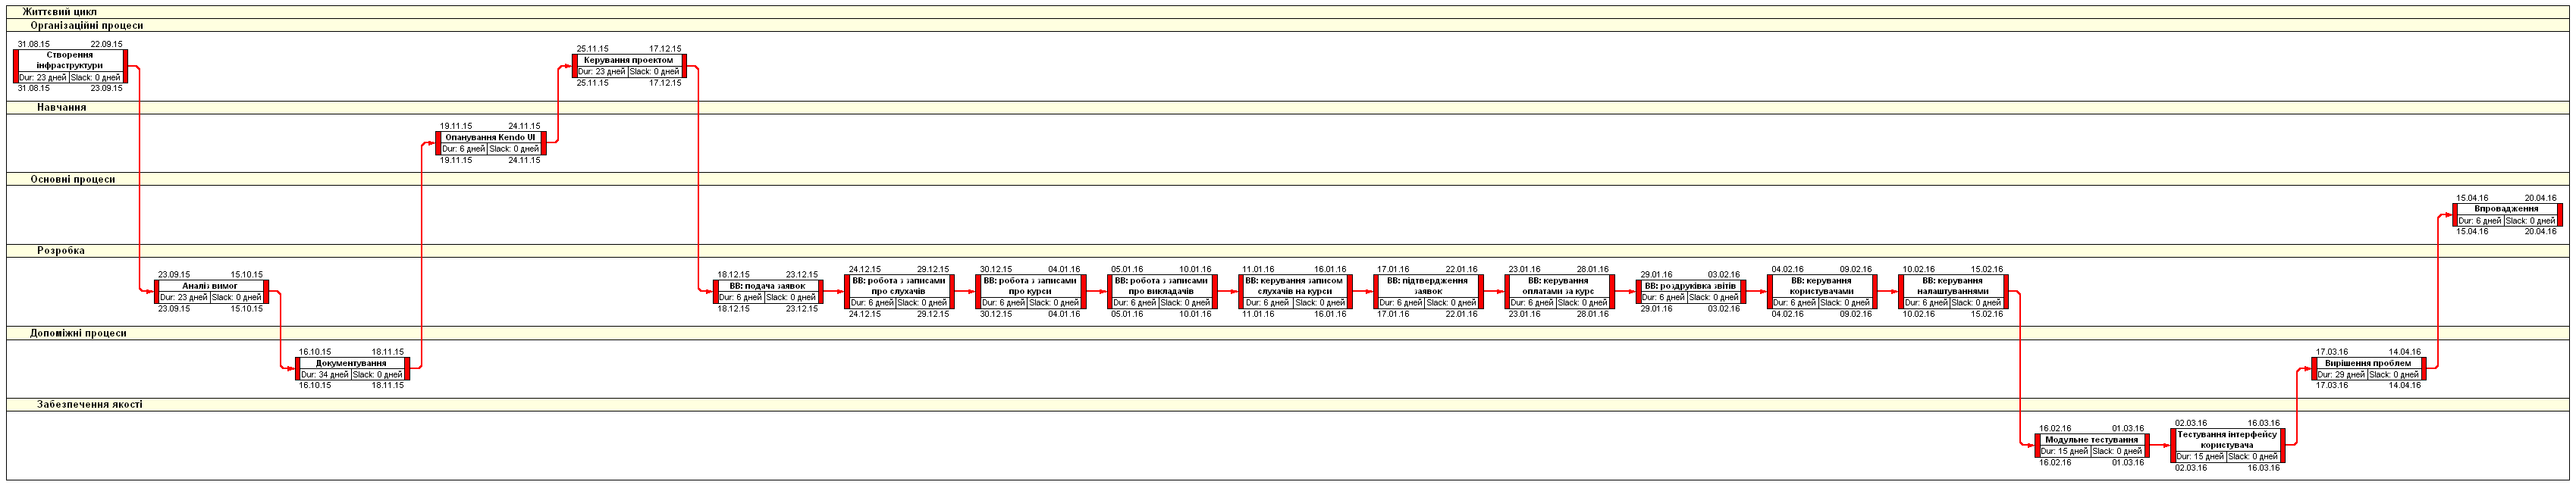 Життєвий цикл
Організаційні процеси
31.08.15 22.09.15
Створення
інфраструктури
Dur: 23 дней Slack: 0 дней
31.08.15 23.09.15
25.11.15 17.12.15
Керування проектом
Dur: 23 дней Slack: 0 дней
25.11.15 17.12.15
Навчання
19.11.15 24.11.15
Опанування Kendo UI
Dur: 6 дней Slack: 0 дней
19.11.15 24.11.15
Основні процеси
15.04.16 20.04.16
Впровадження
Dur: 6 дней Slack: 0 дней
15.04.16 20.04.16
Розробка
23.09.15 15.10.15
Аналіз вимог
Dur: 23 дней Slack: 0 дней
23.09.15 15.10.15
18.12.15 23.12.15
ВВ: подача заявок
Dur: 6 дней Slack: 0 дней
18.12.15 23.12.15
24.12.15 29.12.15
ВВ: робота з записами
про слухачів
Dur: 6 дней Slack: 0 дней
24.12.15 29.12.15
30.12.15 04.01.16
ВВ: робота з записами
про курси
Dur: 6 дней Slack: 0 дней
30.12.15 04.01.16
05.01.16 10.01.16
ВВ: робота з записами
про викладачів
Dur: 6 дней Slack: 0 дней
05.01.16 10.01.16
11.01.16 16.01.16
ВВ: керування записом
слухачів на курси
Dur: 6 дней Slack: 0 дней
11.01.16 16.01.16
17.01.16 22.01.16
ВВ: підтвердження
заявок
Dur: 6 дней Slack: 0 дней
17.01.16 22.01.16
23.01.16 28.01.16
ВВ: керування
оплатами за курс
Dur: 6 дней Slack: 0 дней
23.01.16 28.01.16
29.01.16 03.02.16
ВВ: роздруківка звітів
Dur: 6 дней Slack: 0 дней
29.01.16 03.02.16
04.02.16 09.02.16
ВВ: керування
користувачами
Dur: 6 дней Slack: 0 дней
04.02.16 09.02.16
10.02.16 15.02.16
ВВ: керування
налаштуваннями
Dur: 6 дней Slack: 0 дней
10.02.16 15.02.16
Допоміжні процеси
16.10.15 18.11.15
Документування
Dur: 34 дней Slack: 0 дней
16.10.15 18.11.15
17.03.16 14.04.16
Вирішення проблем
Dur: 29 дней Slack: 0 дней
17.03.16 14.04.16
Забезпечення якості
16.02.16 01.03.16
Модульне тестування
Dur: 15 дней Slack: 0 дней
16.02.16 01.03.16
02.03.16 16.03.16
Тестування інтерфейсу
користувача
Dur: 15 дней Slack: 0 дней
02.03.16 16.03.16